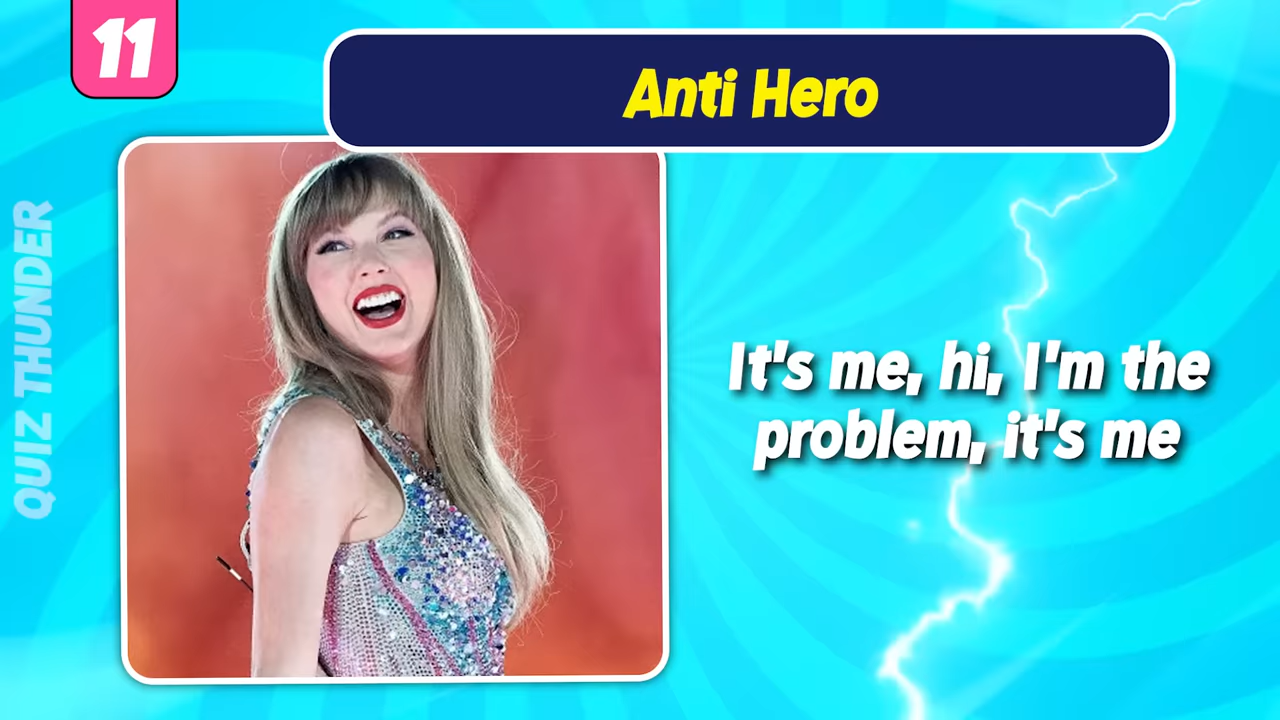 11
Anti Hero
QUIZ THUNDER
It's me, hi, I'm the
problem, it's me